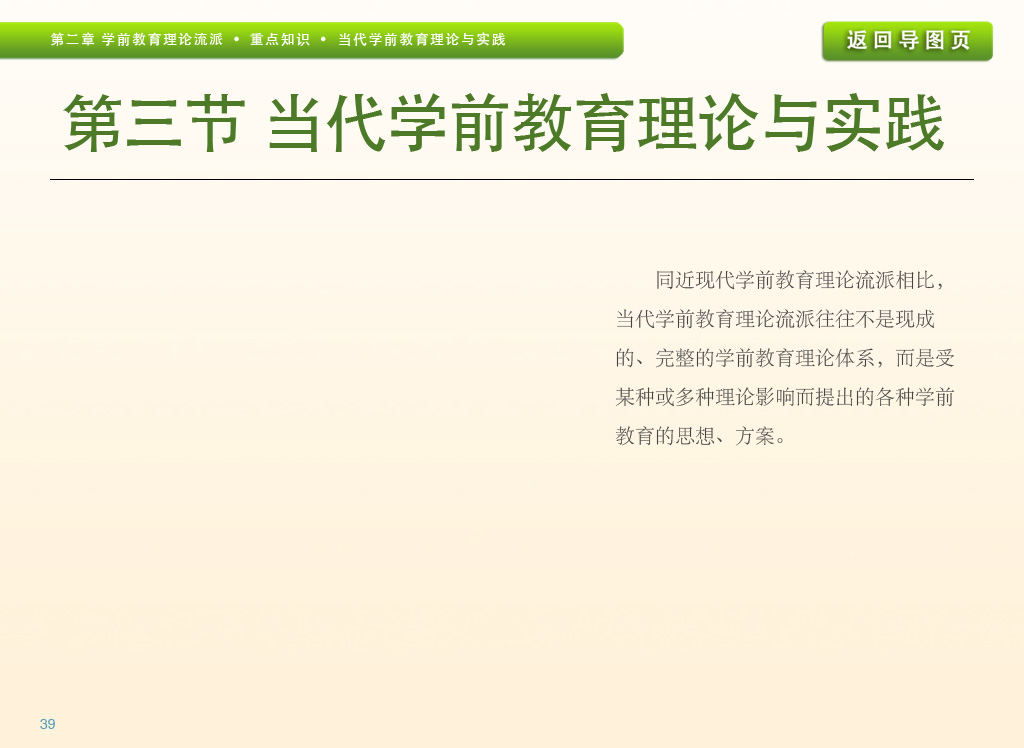 第二章 学前教育理论流派 • 重点知识 • 当代学前教育理论与实践
返回导图页
第三节 当代学前教育理论与实践
同近现代学前教育理论流派相比，
当代学前教育理论流派往往不是现成
的、完整的学前教育理论体系，而是受
某种或多种理论影响而提出的各种学前
教育的思想、方案。
39